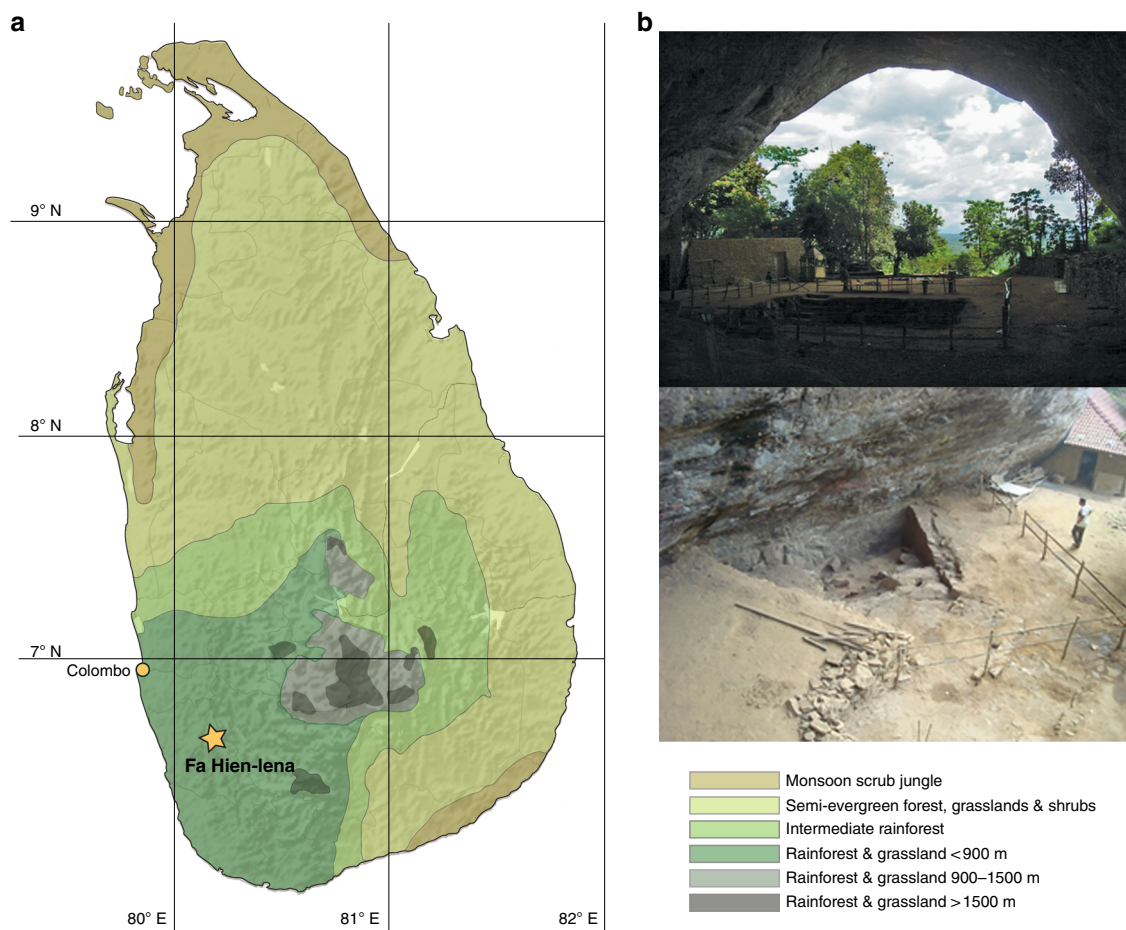 a
b
9° N
8° N
7° N
Colombo
Fa Hien-lena
80° E
81° E
82° E
Monsoon scrub jungle
Semi-evergreen forest, grasslands & shrubs
Intermediate rainforest
Rainforest & grassland <900 m
Rainforest & grassland 900–1500 m
Rainforest & grassland >1500 m